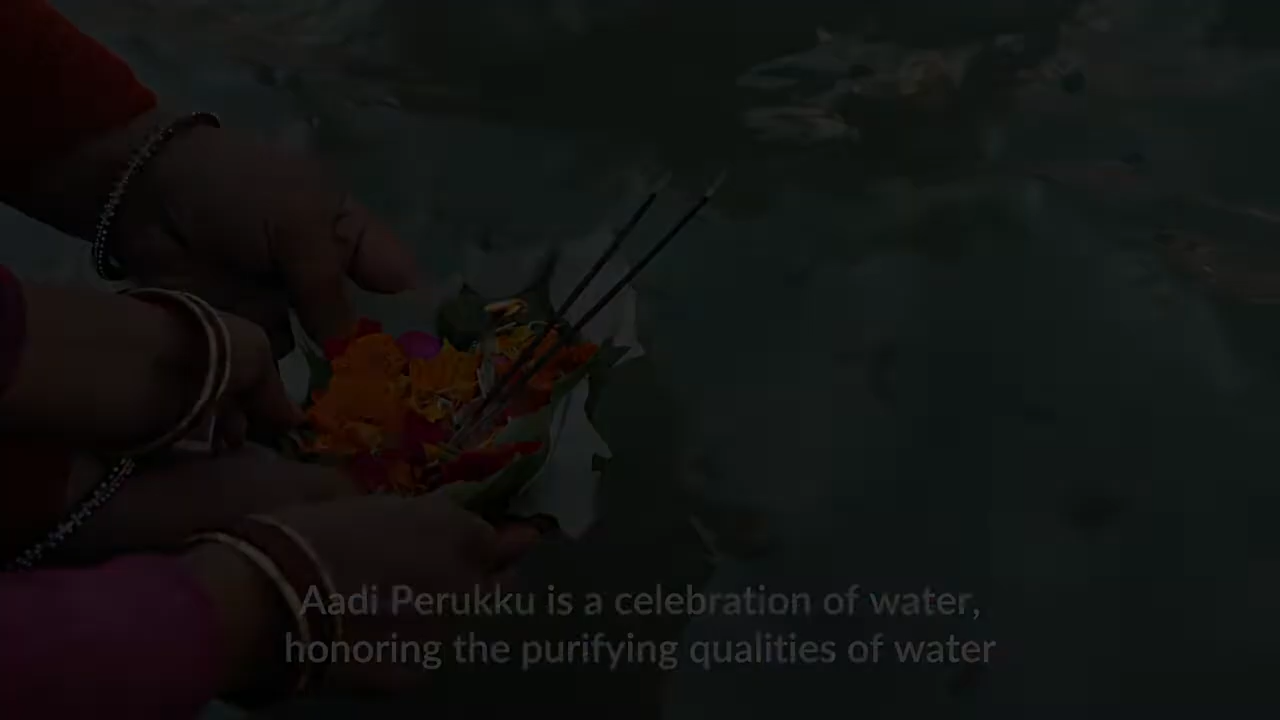 Aadi Perukku is a celebration of water,
honoring the purifying qualities of water